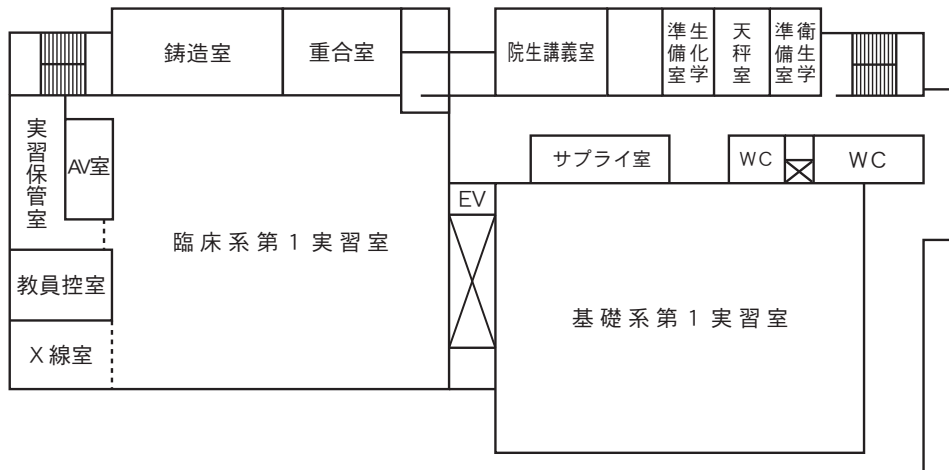 鋳造室
重合室
院生講義室
生化学
準備室
天秤室
衛生学
準備室
実習保管室
AV室
サプライ室
WC
WC
EV
臨床系第1実習室
教員控室
基礎系第1実習室
X線室